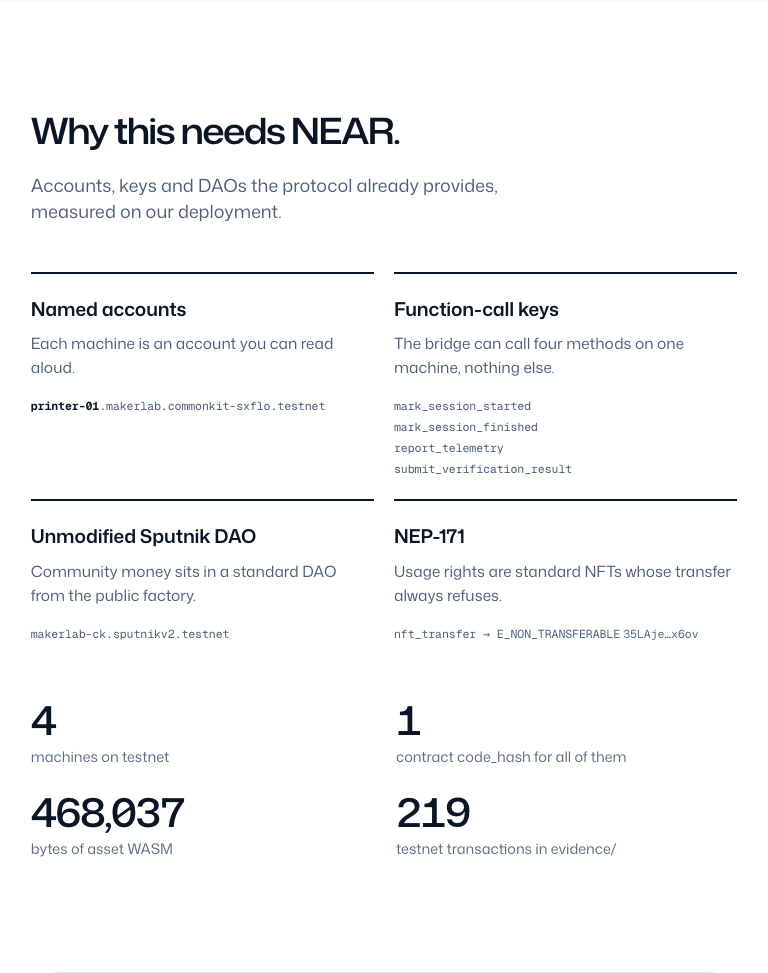 Why this needs NEAR.
Accounts, keys and DAOs the protocol already provides,
measured on our deployment.
Named accounts
Each machine is an account you can read
aloud.
printer-01.makerlab.commonkit-sxflo.testnet
Function-call keys
The bridge can call four methods on one
machine, nothing else.
mark_session_started
mark_session_finished
report_telemetry
submit_verification_result
Unmodified Sputnik DAO
Community money sits in a standard DAO
from the public factory.
makerlab-ck.sputnikv2.testnet
NEP-171
Usage rights are standard NFTs whose transfer
always refuses.
nft_transfer → E_NON_TRANSFERABLE 35LAje…x6ov
4
machines on testnet
1
contract code_hash for all of them
468,037
bytes of asset WASM
219
testnet transactions in evidence/